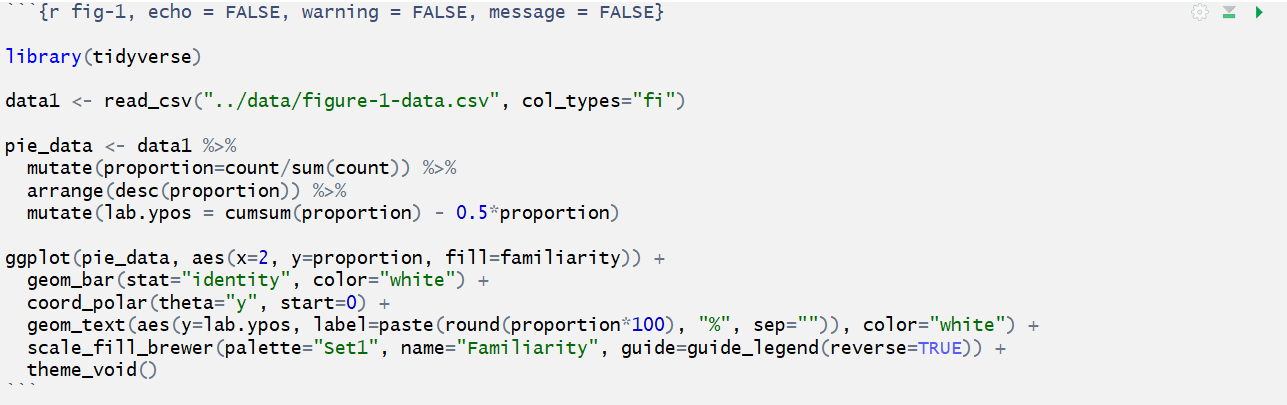 ```{r fig-1, echo = FALSE, warning = FALSE, message = FALSE}
library(tidyverse)
data1 <- read_csv("../data/figure-1-data.csv", col_types="fi")
pie_data <- data1 %>%
  mutate(proportion=count/sum(count)) %>%
  arrange(desc(proportion)) %>%
  mutate(lab.ypos = cumsum(proportion) - 0.5*proportion)
ggplot(pie_data, aes(x=2, y=proportion, fill=familiarity)) +
  geom_bar(stat="identity", color="white") +
  coord_polar(theta="y", start=0) +
  geom_text(aes(y=lab.ypos, label=paste(round(proportion*100), "%", sep="")), color="white") +
  scale_fill_brewer(palette="Set1", name="Familiarity", guide=guide_legend(reverse=TRUE)) +
  theme_void()
```